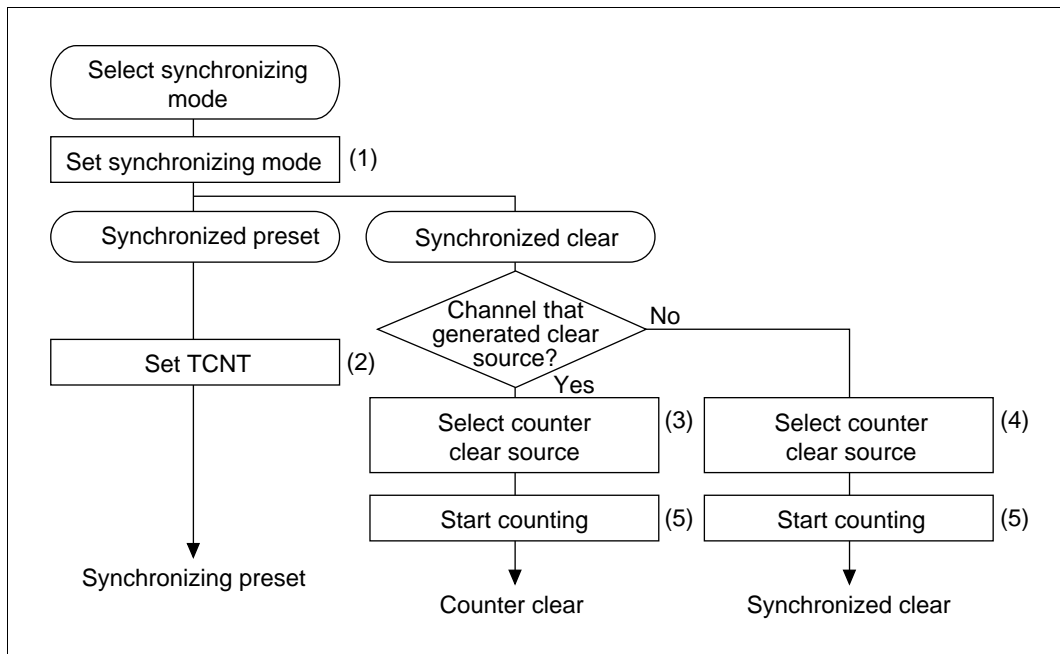 Select synchronizing
mode
Set synchronizing mode
(1)
Synchronized preset
Synchronized clear
Channel that
generated clear
source?
No
Yes
Set TCNT
(2)
Select counter
clear source
(3)
Select counter
clear source
(4)
Start counting
(5)
Start counting
(5)
Synchronizing preset
Counter clear
Synchronized clear